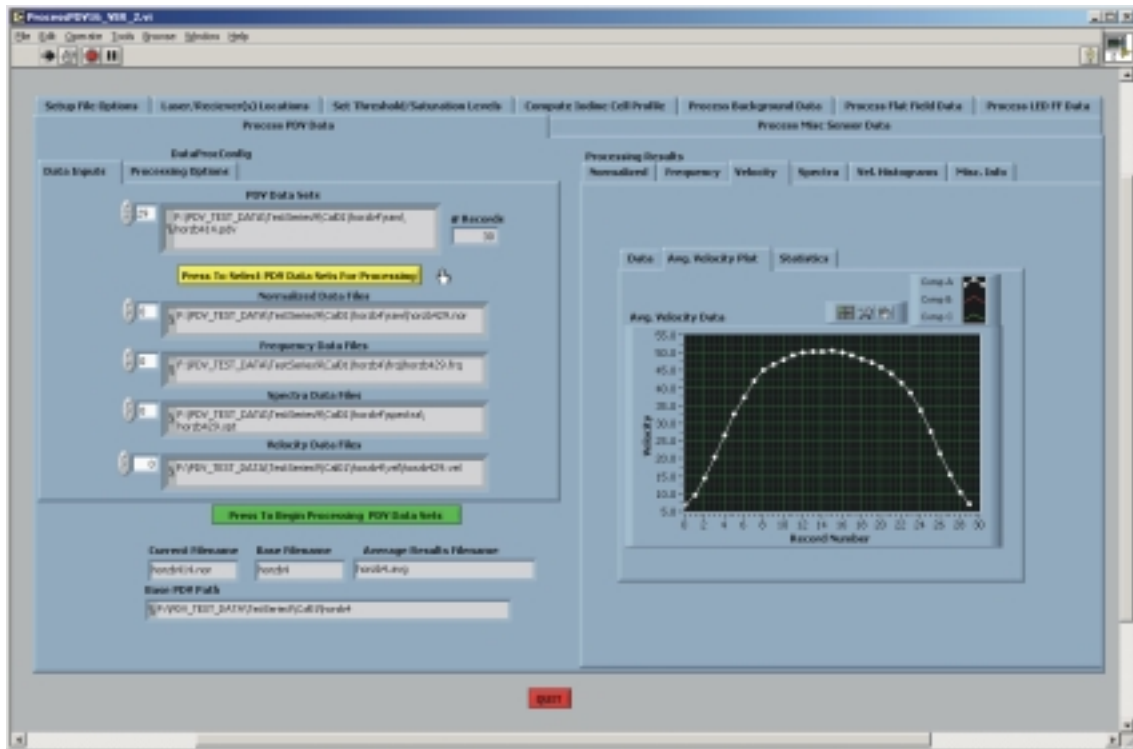 File Edit Operate Tools Browse Window Help
Setup File Options Laser/Reciever(s) Locations Set Threshold/Saturation Levels Compute Iodine Cell Profile Process Background Data Process Flat Field Data Process LED FF Data
Process PDV Data Process Misc Sensor Data
DataProcConfig
Data Inputs Processing Options
PDV Data Sets
29
# Records
30
Press To Select PDV Data Sets For Processing
Normalized Data Files
Frequency Data Files
Spectra Data Files
Velocity Data Files
0
Press To Begin Processing PDV Data Sets
Current Filename Base Filename Average Results Filename
horzb4 horzb4.avg
Base PDV Path
Processing Results
Normalized Frequency Velocity Spectra Vel. Histograms Misc. Info
Data Avg. Velocity Plot Statistics
Comp A
Comp B
Comp C
Avg. Velocity Data
55.0
50.0
45.0
40.0
35.0
30.0
25.0
20.0
15.0
10.0
5.0
Velocity
0 2 4 6 8 10 12 14 16 18 20 22 24 26 28 30
Record Number
QUIT